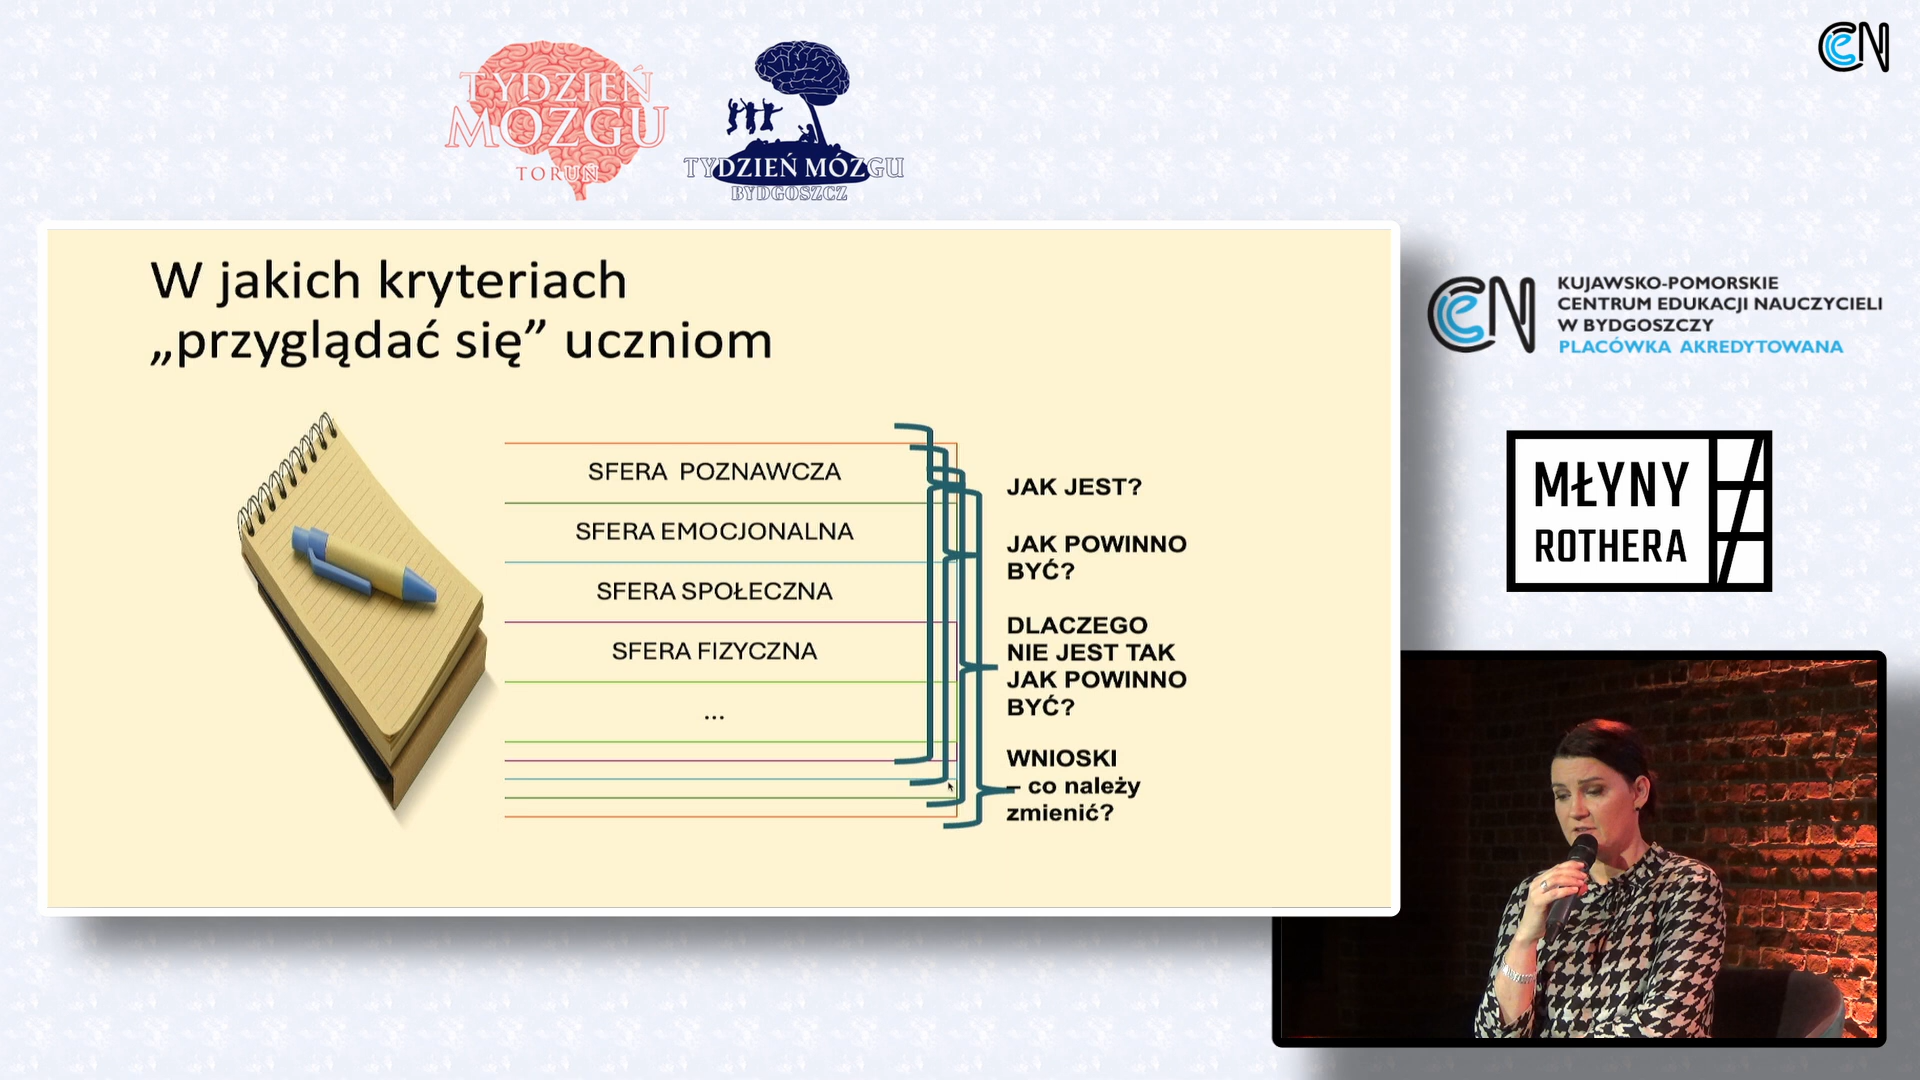 CeN
TYDZIEŃ
MÓZGU
TORUŃ
TYDZIEŃ MÓZGU
BYDGOSZCZ
W jakich kryteriach
„przyglądać się” uczniom
SFERA POZNAWCZA
SFERA EMOCJONALNA
SFERA SPOŁECZNA
SFERA FIZYCZNA
...
JAK JEST?
JAK POWINNO
BYĆ?
DLACZEGO
NIE JEST TAK
JAK POWINNO
BYĆ?
WNIOSKI
– co należy
zmienić?
CeN
KUJAWSKO-POMORSKIE
CENTRUM EDUKACJI NAUCZYCIELI
W BYDGOSZCZY
PLACÓWKA AKREDYTOWANA
MŁYNY
ROTHERA